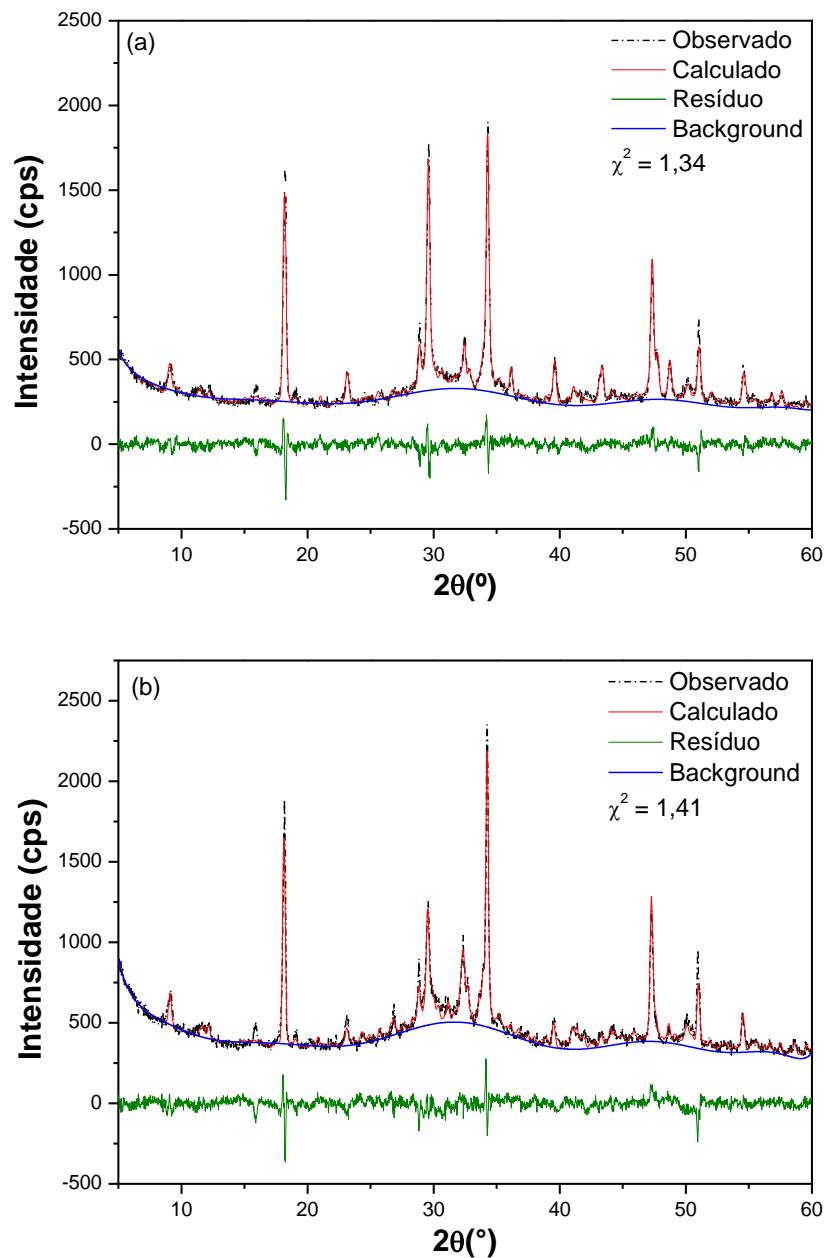 (a)
Observado
Calculado
Resíduo
Background
χ² = 1,34
Intensidade (cps)
2500
2000
1500
1000
500
0
-500
10 20 30 40 50 60
2θ(º)
(b)
Observado
Calculado
Resíduo
Background
χ² = 1,41
Intensidade (cps)
2500
2000
1500
1000
500
0
-500
10 20 30 40 50 60
2θ(°)